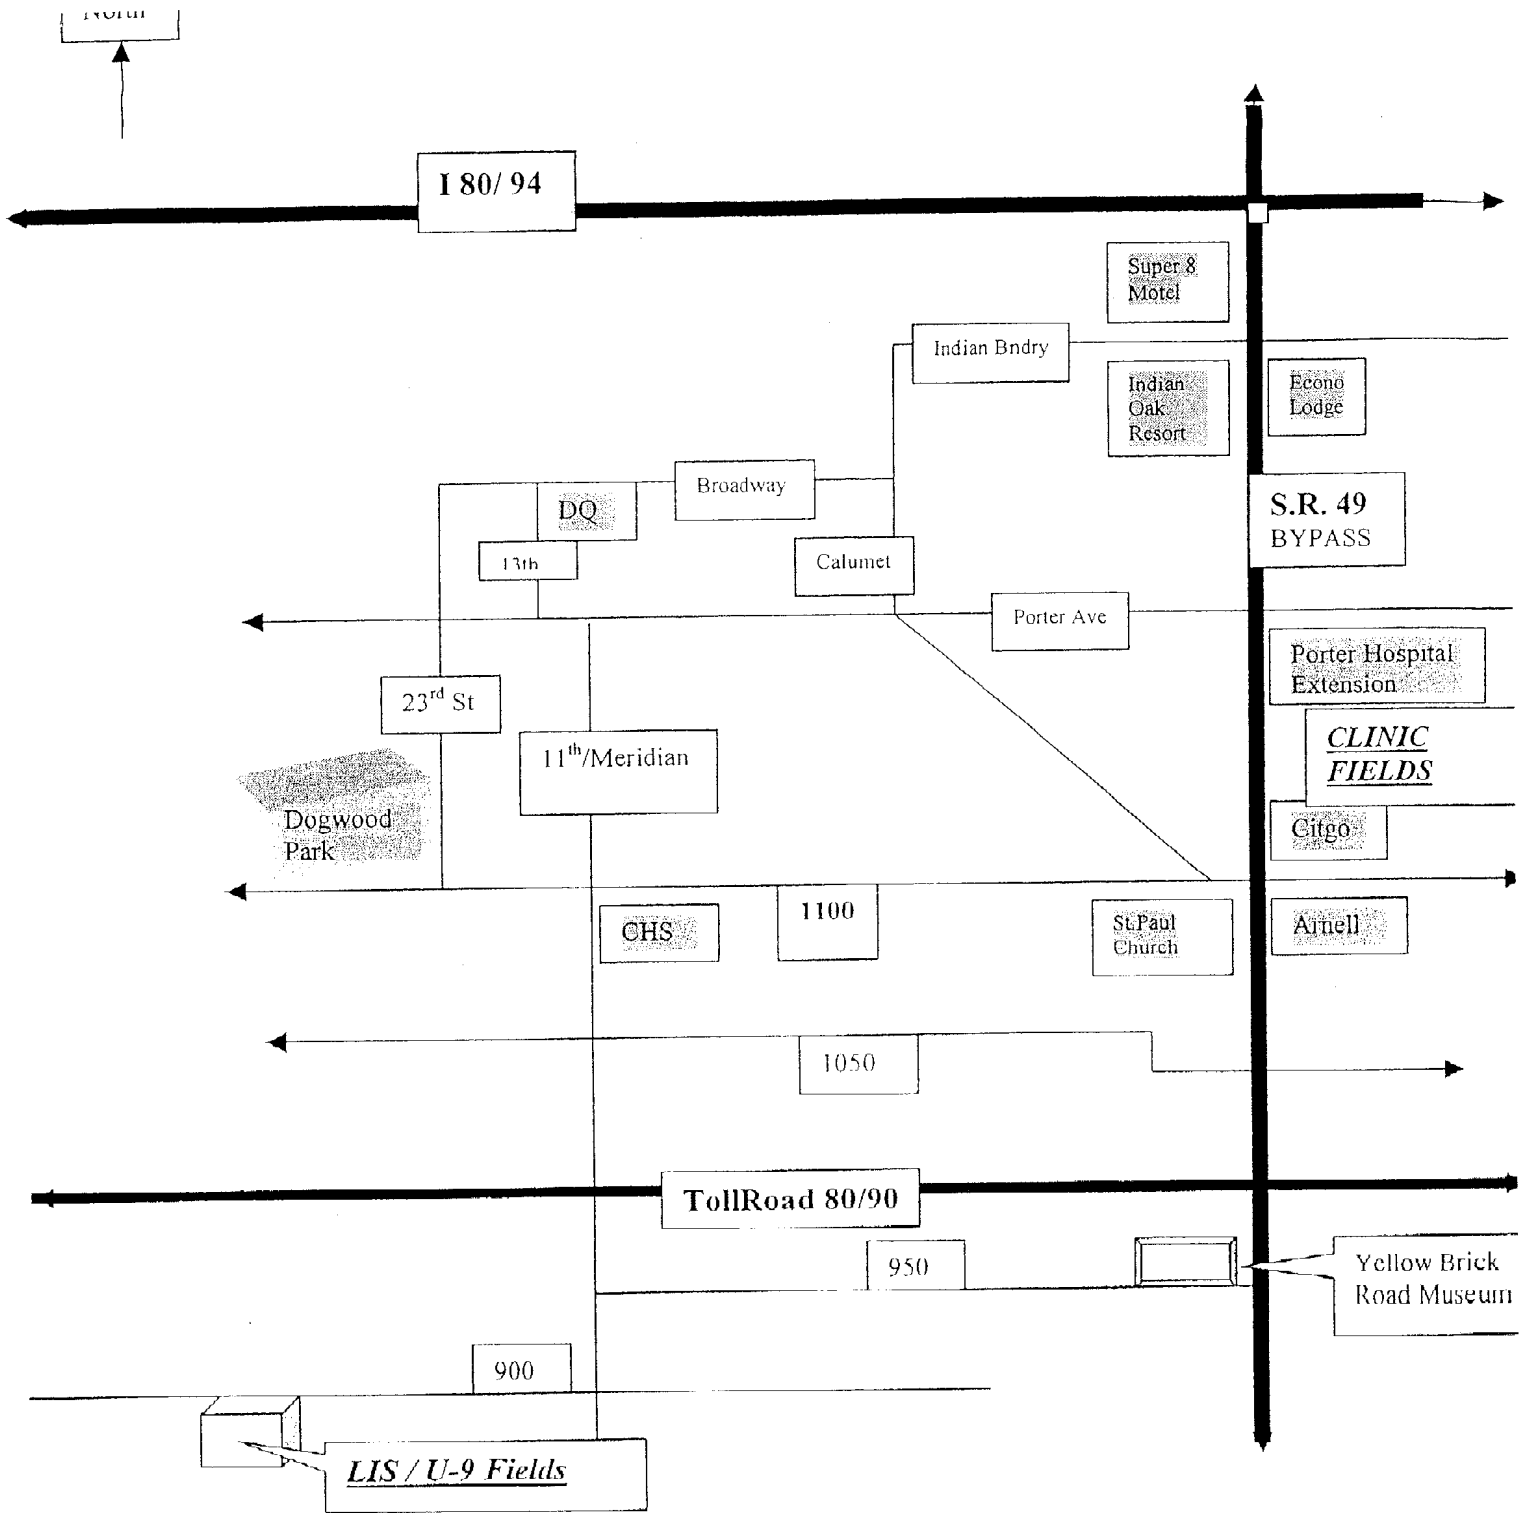 North
I 80/ 94
Super 8
Motel
Indian Bndry
Indian
Oak
Resort
Econo
Lodge
Broadway
DQ
S.R. 49
BYPASS
13th
Calumet
Porter Ave
Porter Hospital
Extension
23rd St
11th/Meridian
CLINIC
FIELDS
Dogwood
Park
Citgo
1100
CHS
St.Paul
Church
Arnell
1050
TollRoad 80/90
950
Yellow Brick
Road Museum
900
LIS / U-9 Fields